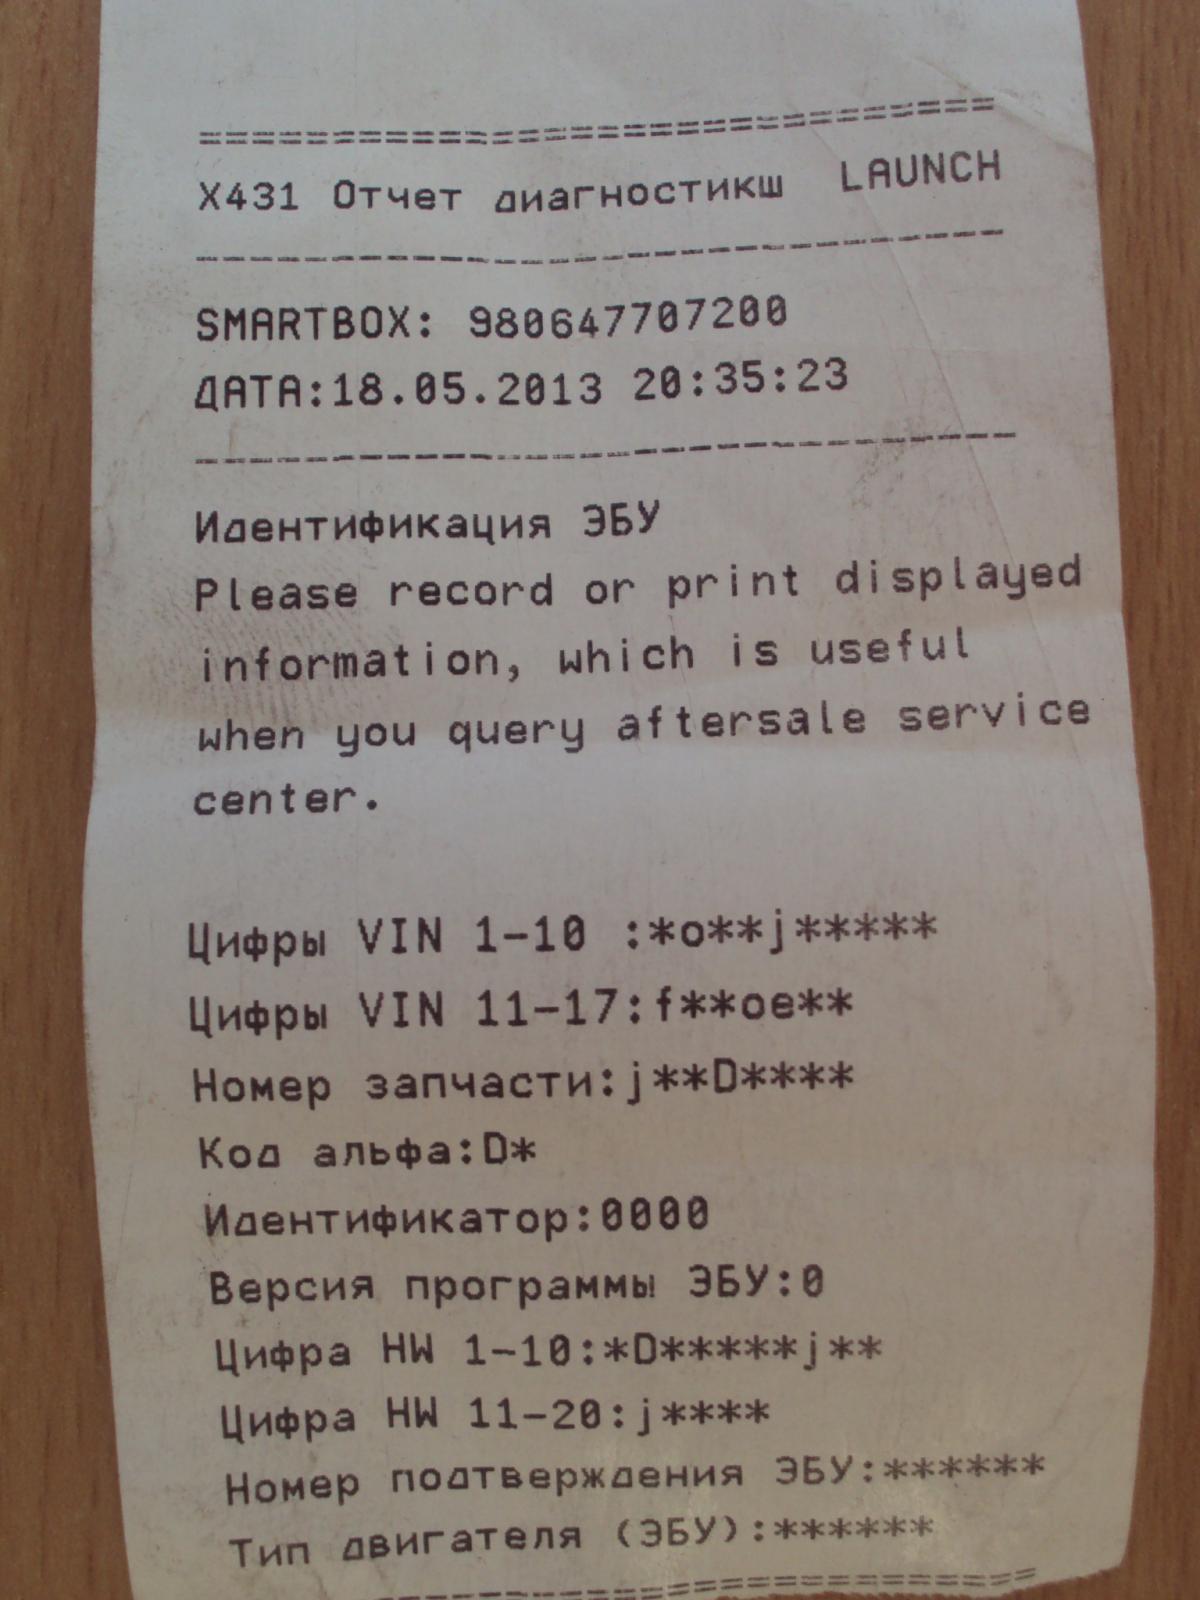 ==============================
X431 Отчет диагностикш LAUNCH
------------------------------
SMARTBOX: 980647707200
ДАТА:18.05.2013 20:35:23
------------------------------
Идентификация ЭБУ
Please record or print displayed
information, which is useful
when you query aftersale service
center.
Цифры VIN 1-10 :*o**j*****
Цифры VIN 11-17:f**oe**
Номер запчасти:j**D****
Код альфа:D*
Идентификатор:0000
Версия программы ЭБУ:0
Цифра HW 1-10:*D*****j**
Цифра HW 11-20:j****
Номер подтверждения ЭБУ:******
Тип двигателя (ЭБУ):******
==============================